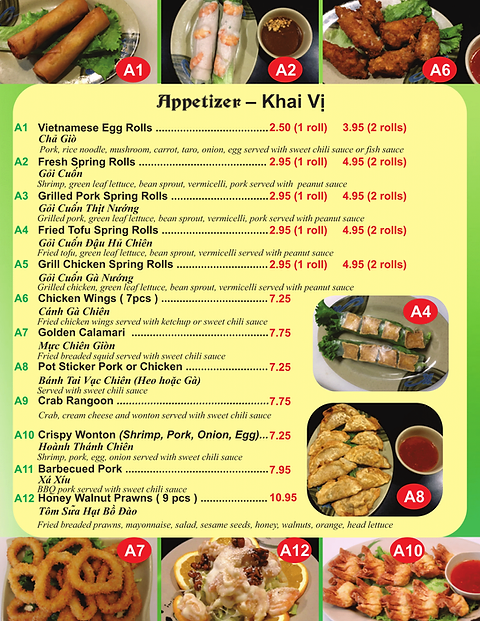 A1
A2
A6
Appetizer – Khai Vị
A1 Vietnamese Egg Rolls ....................................... 2.50 (1 roll) 3.95 (2 rolls)
Chả Giò
Pork, rice noodle, mushroom, carrot, taro, onion, egg served with sweet chili sauce or fish sauce
A2 Fresh Spring Rolls ............................................. 2.95 (1 roll) 4.95 (2 rolls)
Gỏi Cuốn
Shrimp, green leaf lettuce, bean sprout, vermicelli, pork served with peanut sauce
A3 Grilled Pork Spring Rolls .................................. 2.95 (1 roll) 4.95 (2 rolls)
Gỏi Cuốn Thịt Nướng
Grilled pork, green leaf lettuce, bean sprout, vermicelli, pork served with peanut sauce
A4 Fried Tofu Spring Rolls ..................................... 2.95 (1 roll) 4.95 (2 rolls)
Gỏi Cuốn Đậu Hủ Chiên
Fried tofu, green leaf lettuce, bean sprout, vermicelli served with peanut sauce
A5 Grill Chicken Spring Rolls ................................ 2.95 (1 roll) 4.95 (2 rolls)
Gỏi Cuốn Gà Nướng
Grilled chicken, green leaf lettuce, bean sprout, vermicelli served with peanut sauce
A6 Chicken Wings ( 7pcs ) ..................................... 7.25
Cánh Gà Chiên
Fried chicken wings served with ketchup or sweet chili sauce
A7 Golden Calamari ................................................ 7.75
Mực Chiên Giòn
Fried breaded squid served with sweet chili sauce
A8 Pot Sticker Pork or Chicken ............................. 7.25
Bánh Tai Vạc Chiên (Heo hoặc Gà)
Served with sweet chili sauce
A9 Crab Rangoon .................................................... 7.75
Crab, cream cheese and wonton served with sweet chili sauce
A10 Crispy Wonton (Shrimp, Pork, Onion, Egg)... 7.25
Hoành Thánh Chiên
Shrimp, pork, egg, onion served with sweet chili sauce
A11 Barbecued Pork ................................................. 7.95
Xá Xíu
BBQ pork served with sweet chili sauce
A12 Honey Walnut Prawns ( 9 pcs ) ....................... 10.95
Tôm Sữa Hạt Bồ Đào
Fried breaded prawns, mayonnaise, salad, sesame seeds, honey, walnuts, orange, head lettuce
A4
A8
A7
A12
A10